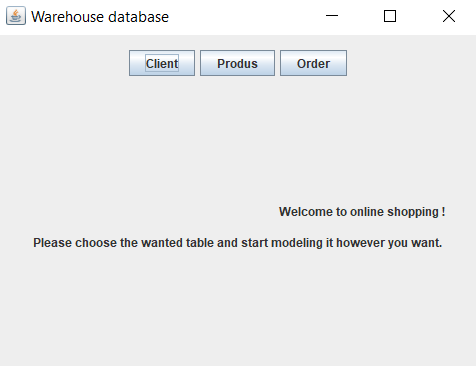 Warehouse database
Client Produs Order
Welcome to online shopping !
Please choose the wanted table and start modeling it however you want.